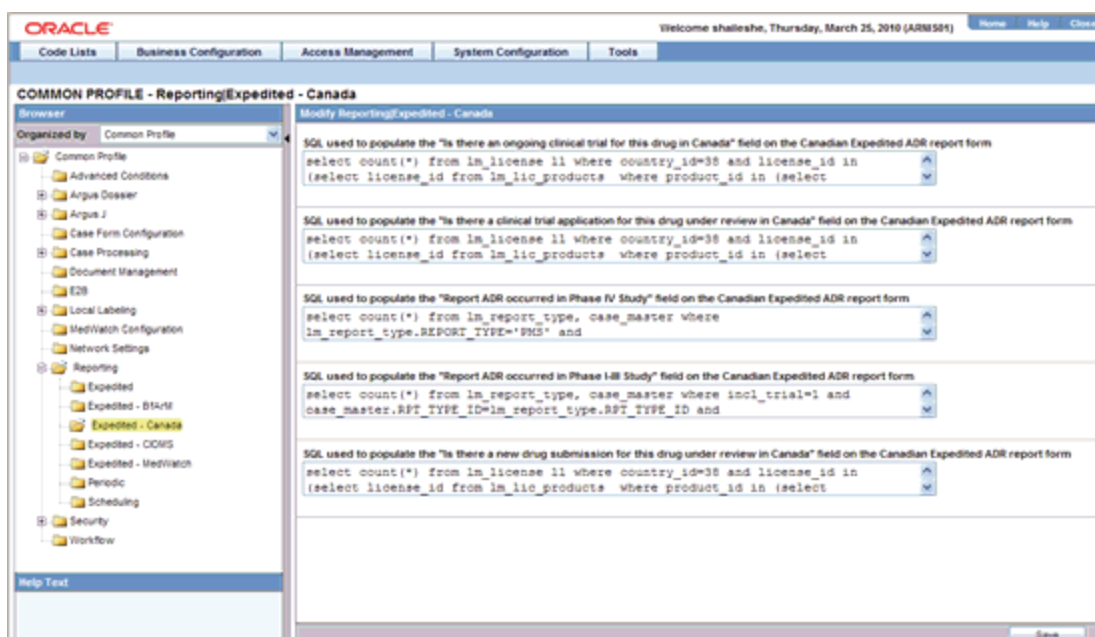 ORACLE
Welcome shaileshe, Thursday, March 25, 2010 (ARNIS01)
Home Help Close
Code Lists Business Configuration Access Management System Configuration Tools
COMMON PROFILE - Reporting|Expedited - Canada
Browser
Organized by Common Profile
Common Profile
Advanced Conditions
Argus Dossier
Argus J
Case Form Configuration
Case Processing
Document Management
E2B
Local Labeling
MedWatch Configuration
Network Settings
Reporting
Expedited
Expedited - BfArM
Expedited - Canada
Expedited - CIOMS
Expedited - MedWatch
Periodic
Scheduling
Security
Workflow
Help Text
Modify Reporting|Expedited - Canada
SQL used to populate the "Is there an ongoing clinical trial for this drug in Canada" field on the Canadian Expedited ADR report form
select count(*) from lm_license ll where country_id=38 and license_id in
(select license_id from lm_lic_products where product_id in (select
SQL used to populate the "Is there a clinical trial application for this drug under review in Canada" field on the Canadian Expedited ADR report form
select count(*) from lm_license ll where country_id=38 and license_id in
(select license_id from lm_lic_products where product_id in (select
SQL used to populate the "Report ADR occurred in Phase IV Study" field on the Canadian Expedited ADR report form
select count(*) from lm_report_type, case_master where
lm_report_type.REPORT_TYPE='PMS' and
SQL used to populate the "Report ADR occurred in Phase I-III Study" field on the Canadian Expedited ADR report form
select count(*) from lm_report_type, case_master where incl_trial=1 and
case_master.RPT_TYPE_ID=lm_report_type.RPT_TYPE_ID and
SQL used to populate the "Is there a new drug submission for this drug under review in Canada" field on the Canadian Expedited ADR report form
select count(*) from lm_license ll where country_id=38 and license_id in
(select license_id from lm_lic_products where product_id in (select
Save